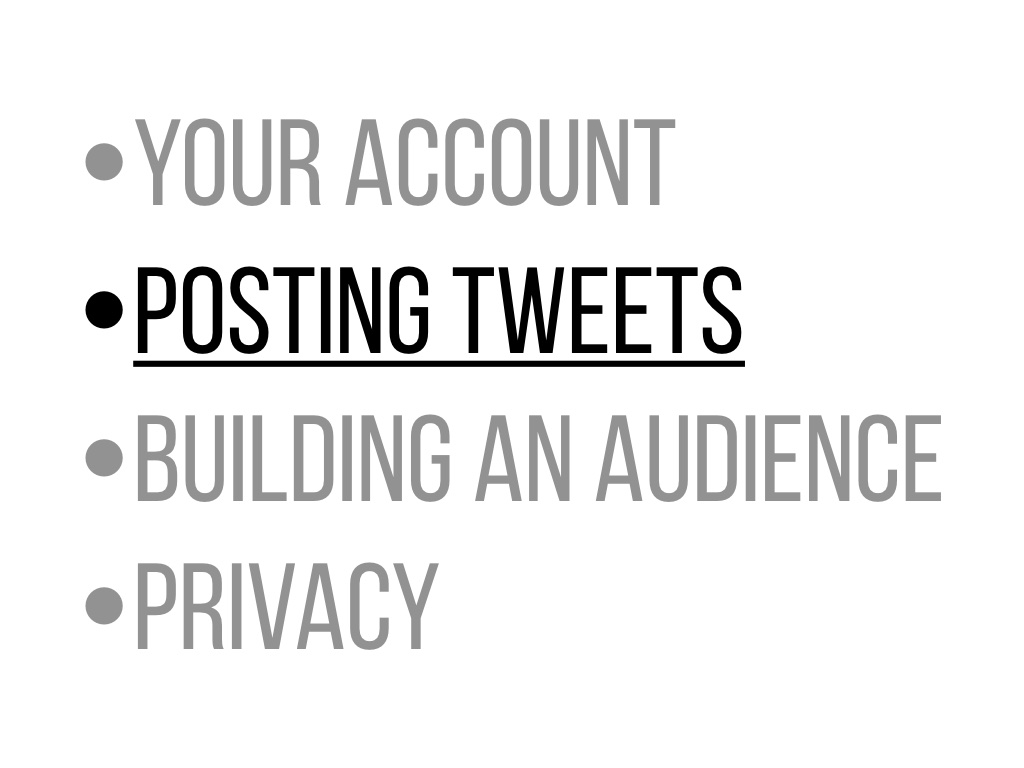 • YOUR ACCOUNT
• POSTING TWEETS
• BUILDING AN AUDIENCE
• PRIVACY